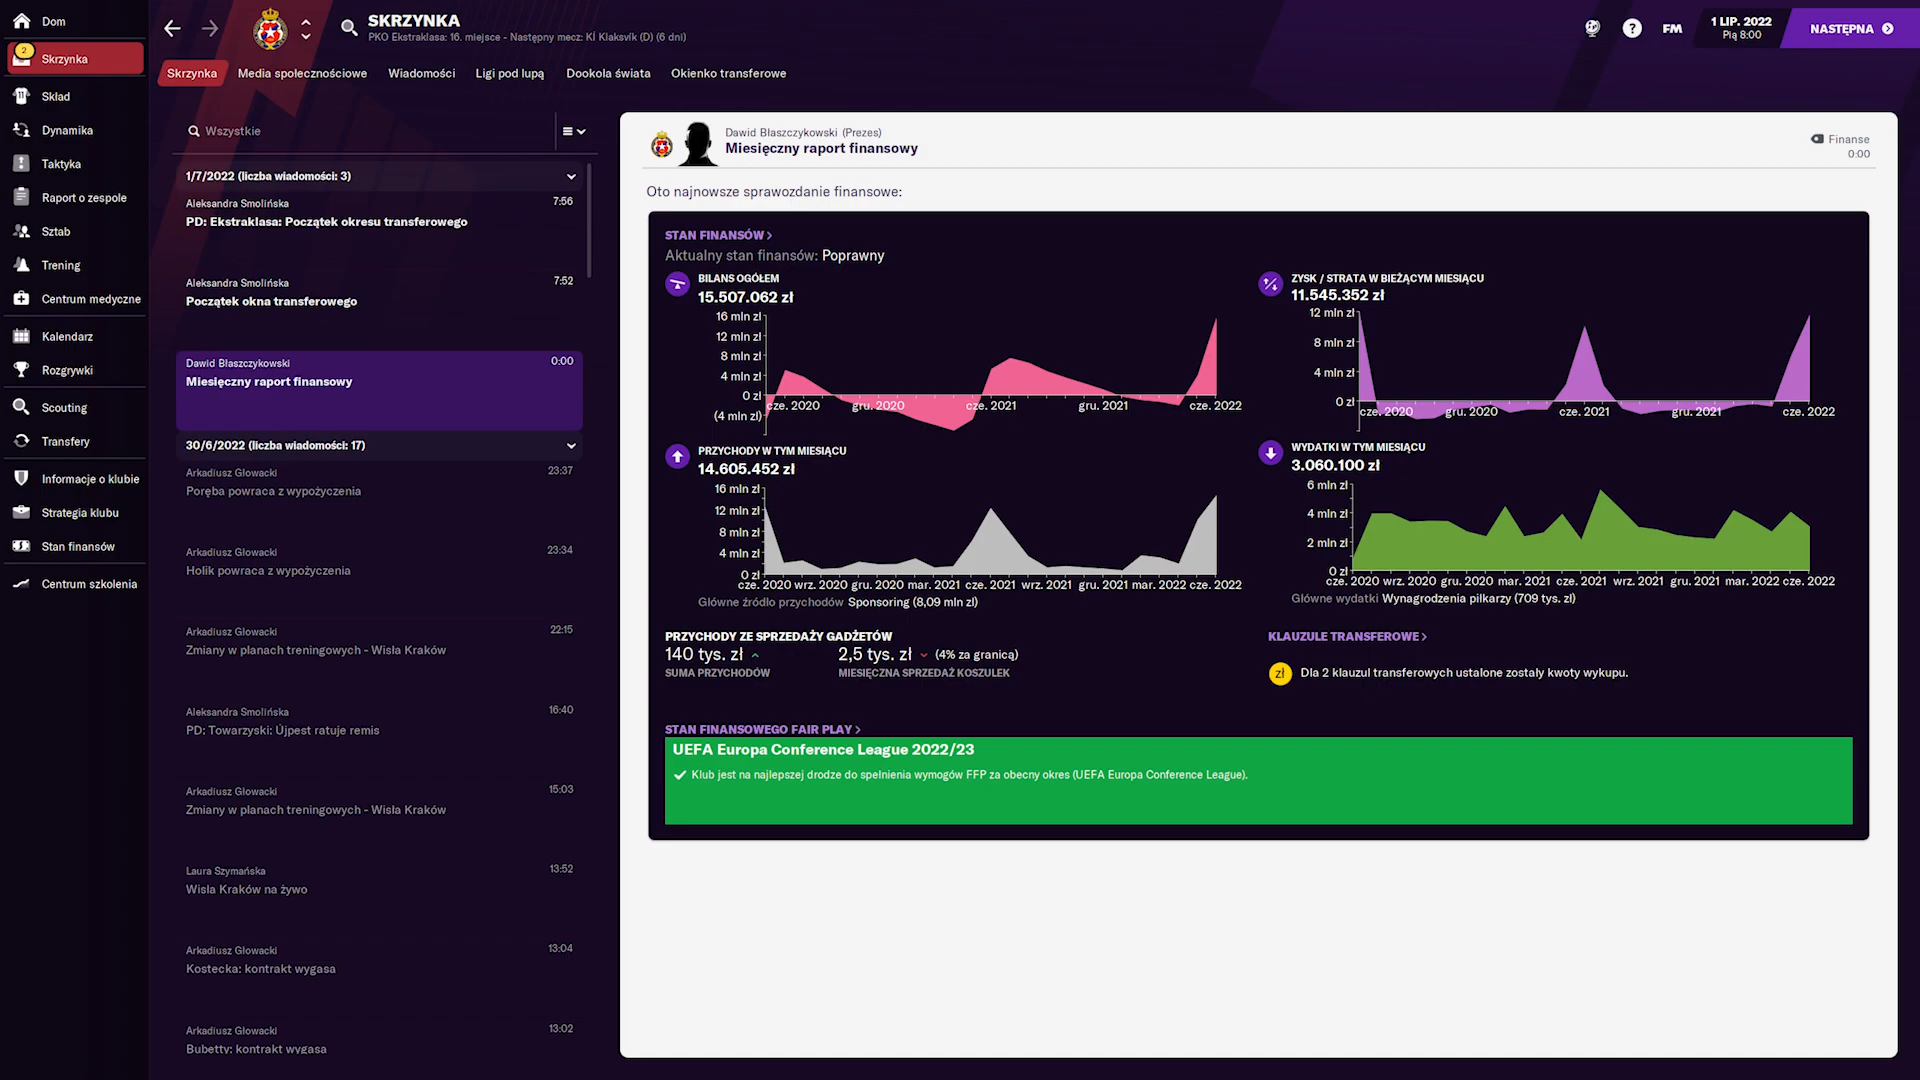 Dom
2
Skrzynka
Skład
Dynamika
Taktyka
Raport o zespole
Sztab
Trening
Centrum medyczne
Kalendarz
Rozgrywki
Scouting
Transfery
Informacje o klubie
Strategia klubu
Stan finansów
Centrum szkolenia
SKRZYNKA
PKO Ekstraklasa: 16. miejsce - Następny mecz: KÍ Klaksvík (D) (6 dni)
?
FM
1 LIP. 2022
Pią 8:00
NASTĘPNA
Skrzynka
Media społecznościowe
Wiadomości
Ligi pod lupą
Dookoła świata
Okienko transferowe
Wszystkie
1/7/2022 (liczba wiadomości: 3)
Aleksandra Smolińska 7:56
PD: Ekstraklasa: Początek okresu transferowego
Aleksandra Smolińska 7:52
Początek okna transferowego
Dawid Błaszczykowski 0:00
Miesięczny raport finansowy
30/6/2022 (liczba wiadomości: 17)
Arkadiusz Głowacki 23:37
Poręba powraca z wypożyczenia
Arkadiusz Głowacki 23:34
Holik powraca z wypożyczenia
Arkadiusz Głowacki 22:15
Zmiany w planach treningowych - Wisła Kraków
Aleksandra Smolińska 16:40
PD: Towarzyski: Újpest ratuje remis
Arkadiusz Głowacki 15:03
Zmiany w planach treningowych - Wisła Kraków
Laura Szymańska 13:52
Wisła Kraków na żywo
Arkadiusz Głowacki 13:04
Kostecka: kontrakt wygasa
Arkadiusz Głowacki 13:02
Bubetty: kontrakt wygasa
Dawid Błaszczykowski (Prezes)
Miesięczny raport finansowy
Finanse
0:00
Oto najnowsze sprawozdanie finansowe:
STAN FINANSÓW >
Aktualny stan finansów: Poprawny
BILANS OGÓŁEM
15.507.062 zł
16 mln zł
12 mln zł
8 mln zł
4 mln zł
0 zł
(4 mln zł)
cze. 2020 gru. 2020 cze. 2021 gru. 2021 cze. 2022
ZYSK / STRATA W BIEŻĄCYM MIESIĄCU
11.545.352 zł
12 mln zł
8 mln zł
4 mln zł
0 zł
cze. 2020 gru. 2020 cze. 2021 gru. 2021 cze. 2022
PRZYCHODY W TYM MIESIĄCU
14.605.452 zł
16 mln zł
12 mln zł
8 mln zł
4 mln zł
0 zł
cze. 2020 wrz. 2020 gru. 2020 mar. 2021 cze. 2021 wrz. 2021 gru. 2021 mar. 2022 cze. 2022
Główne źródło przychodów Sponsoring (8,09 mln zł)
WYDATKI W TYM MIESIĄCU
3.060.100 zł
6 mln zł
4 mln zł
2 mln zł
0 zł
cze. 2020 wrz. 2020 gru. 2020 mar. 2021 cze. 2021 wrz. 2021 gru. 2021 mar. 2022 cze. 2022
Główne wydatki Wynagrodzenia piłkarzy (709 tys. zł)
PRZYCHODY ZE SPRZEDAŻY GADŻETÓW
140 tys. zł 2,5 tys. zł (4% za granicą)
SUMA PRZYCHODÓW MIESIĘCZNA SPRZEDAŻ KOSZULEK
KLAUZULE TRANSFEROWE >
zł Dla 2 klauzul transferowych ustalone zostały kwoty wykupu.
STAN FINANSOWEGO FAIR PLAY >
UEFA Europa Conference League 2022/23
Klub jest na najlepszej drodze do spełnienia wymogów FFP za obecny okres (UEFA Europa Conference League).